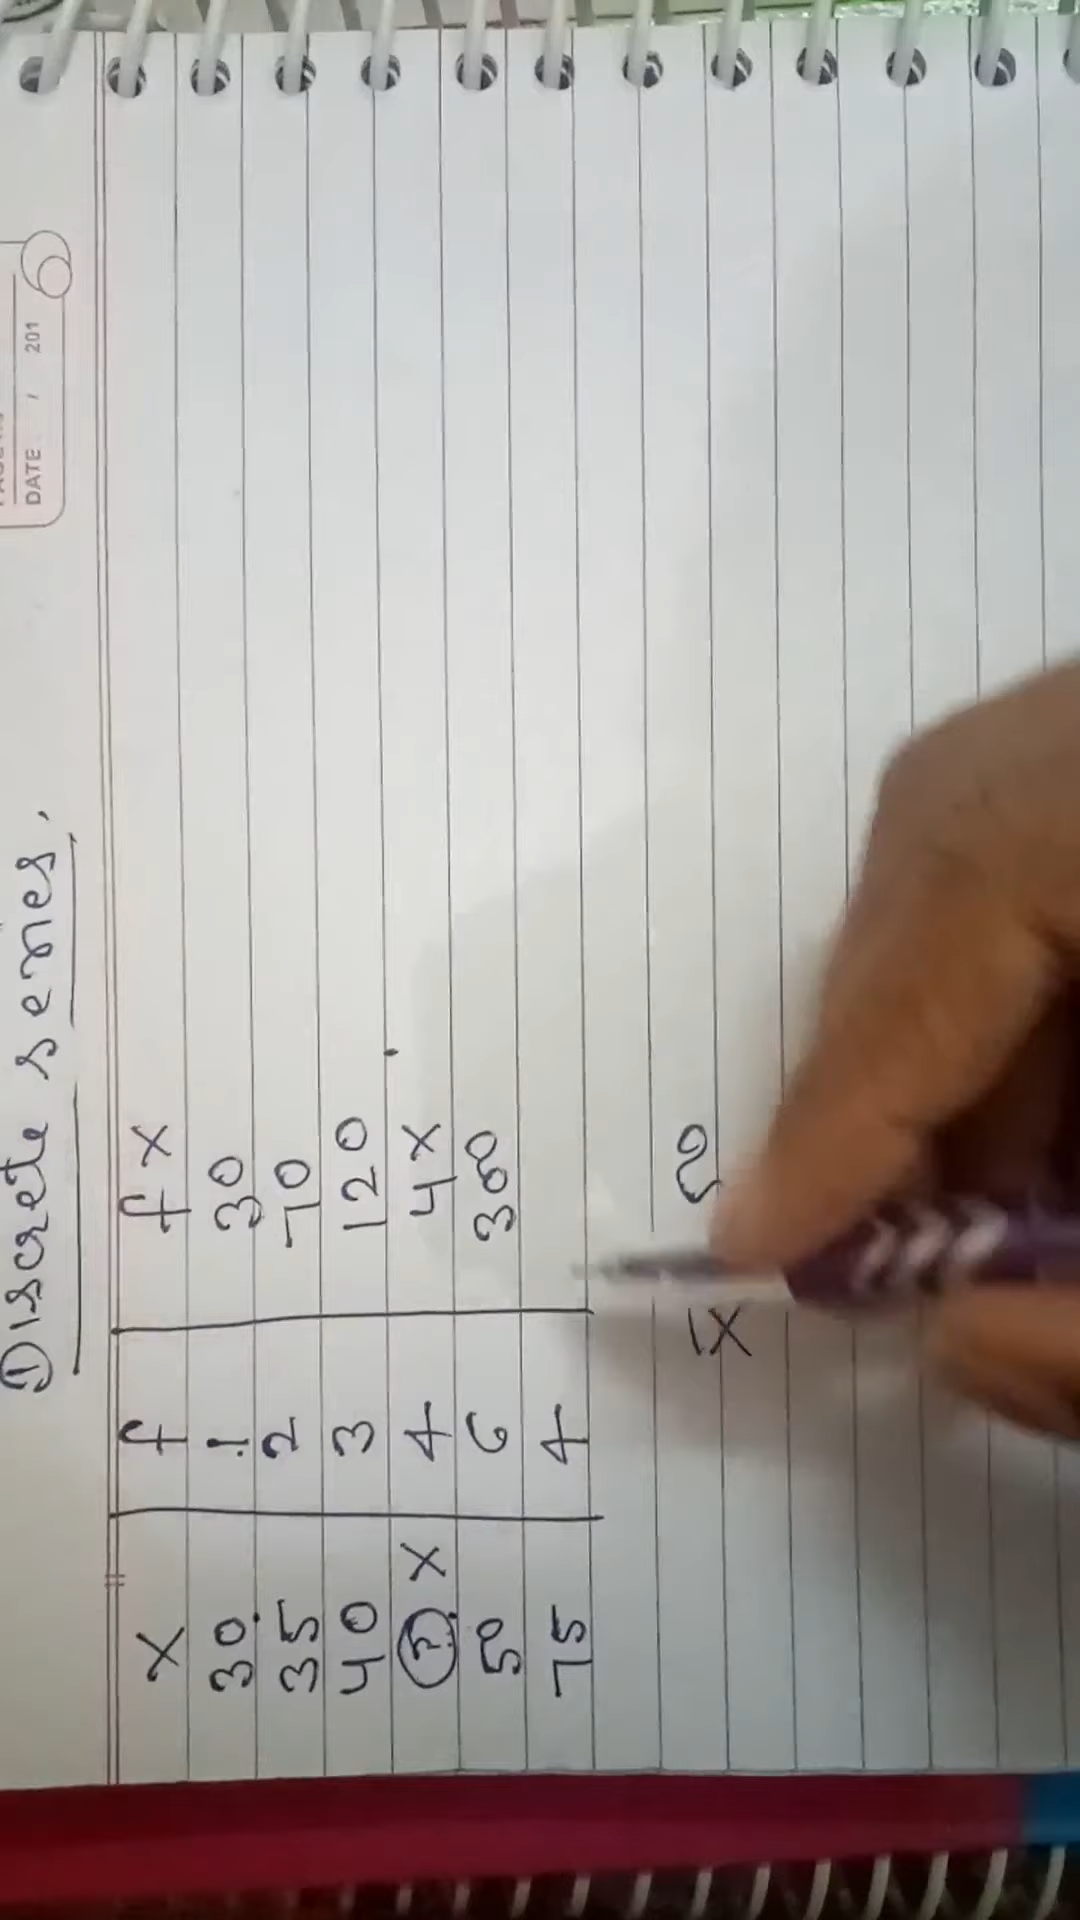 DATE / 201
① Discrete series.
X f fx
30 1 30
35 2 70
40 3 120
? X 4 4x
50 6 300
75 4
X̄ 50